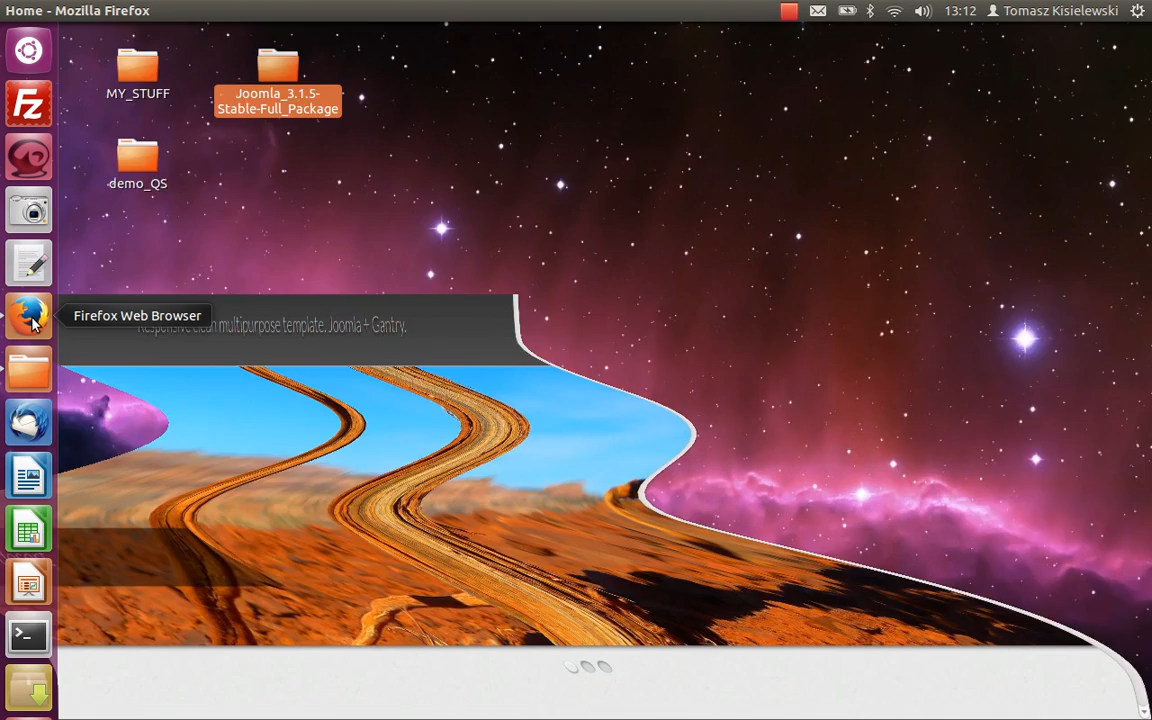 Home - Mozilla Firefox
13:12
Tomasz Kisielewski
Fz
MY_STUFF
Joomla_3.1.5-
Stable-Full_Package
demo_QS
Firefox Web Browser
Responsive clean multipurpose template. Joomla + Gantry.
>_